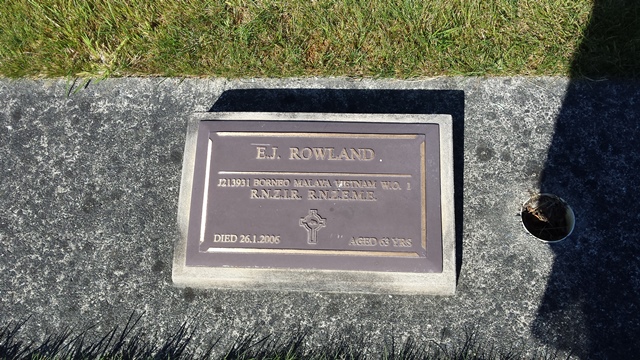 E.J. ROWLAND
J213931 BORNEO MALAYA VIETNAM W.O. 1
R.N.Z.I.R. R.N.Z.E.M.E.
DIED 26.1.2006 AGED 63 YRS